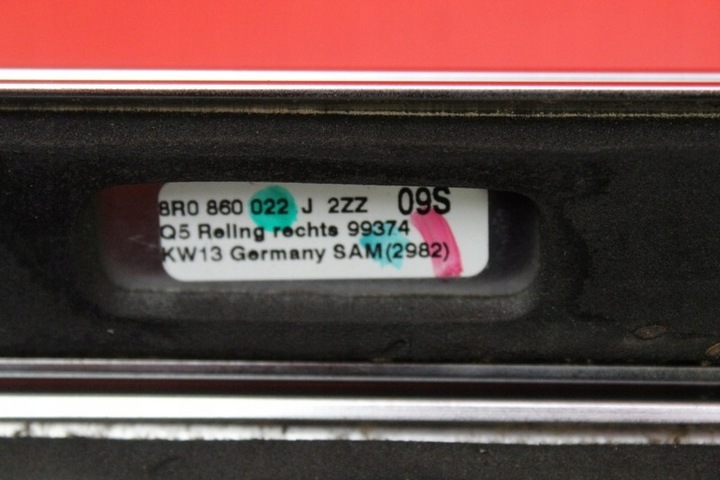 8R0 860 022 J 2ZZ 09S
Q5 Reling rechts 99374
KW13 Germany SAM(2982)